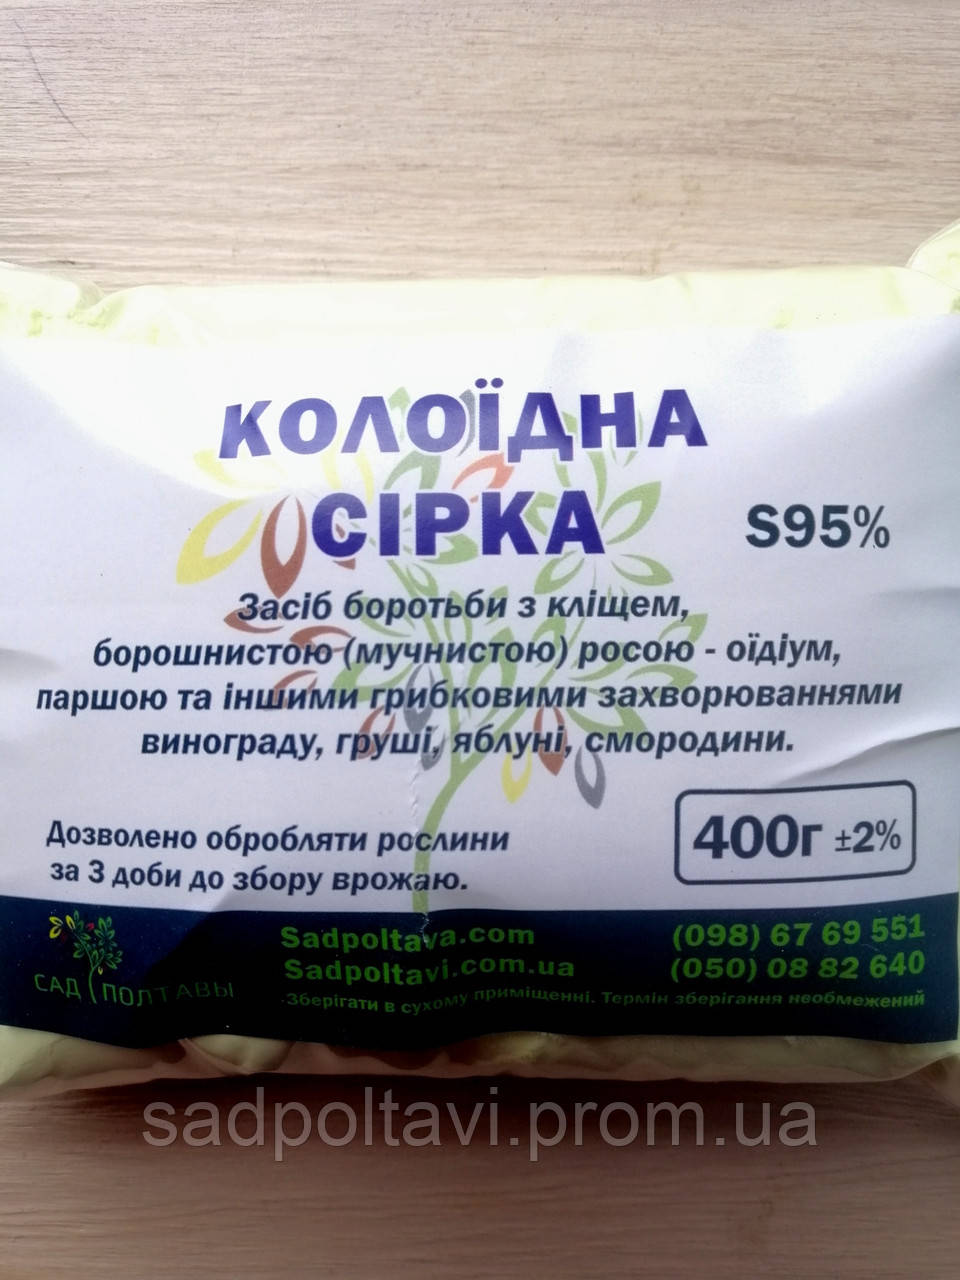 КОЛОЇДНА
СІРКА
S95%
Засіб боротьби з кліщем,
борошнистою (мучнистою) росою - оїдіум,
паршою та іншими грибковими захворюваннями
винограду, груші, яблуні, смородини.
Дозволено обробляти рослини
за 3 доби до збору врожаю.
400г ±2%
САД ПОЛТАВЫ
Sadpoltava.com
Sadpoltavi.com.ua
(098) 67 69 551
(050) 08 82 640
Зберігати в сухому приміщенні. Термін зберігання необмежений
sadpoltavi.prom.ua